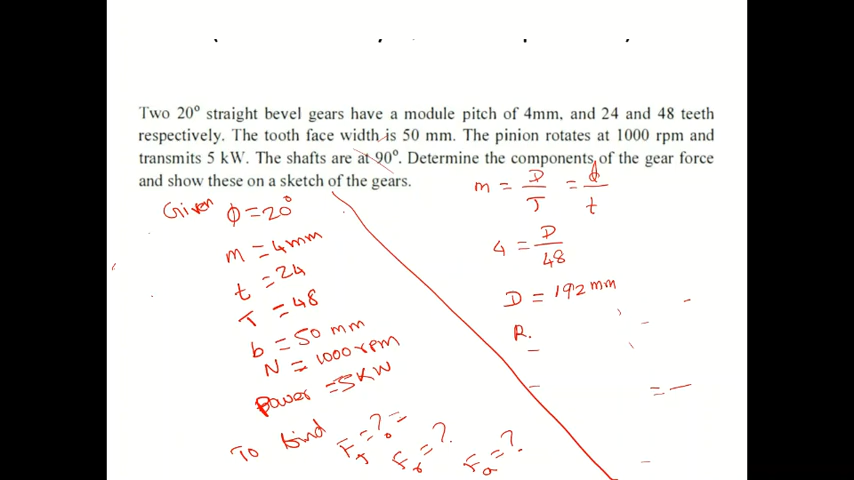 Two 20° straight bevel gears have a module pitch of 4mm, and 24 and 48 teeth
respectively. The tooth face width is 50 mm. The pinion rotates at 1000 rpm and
transmits 5 kW. The shafts are at 90°. Determine the components of the gear force
and show these on a sketch of the gears.
Given ϕ = 20°
m = 4mm
t = 24
T = 48
b = 50 mm
N = 1000 rpm
Power = 5KW
To find F_T = ? F_r = ? F_a = ?
m = D/T = d/t
4 = D/48
D = 192 mm
R.